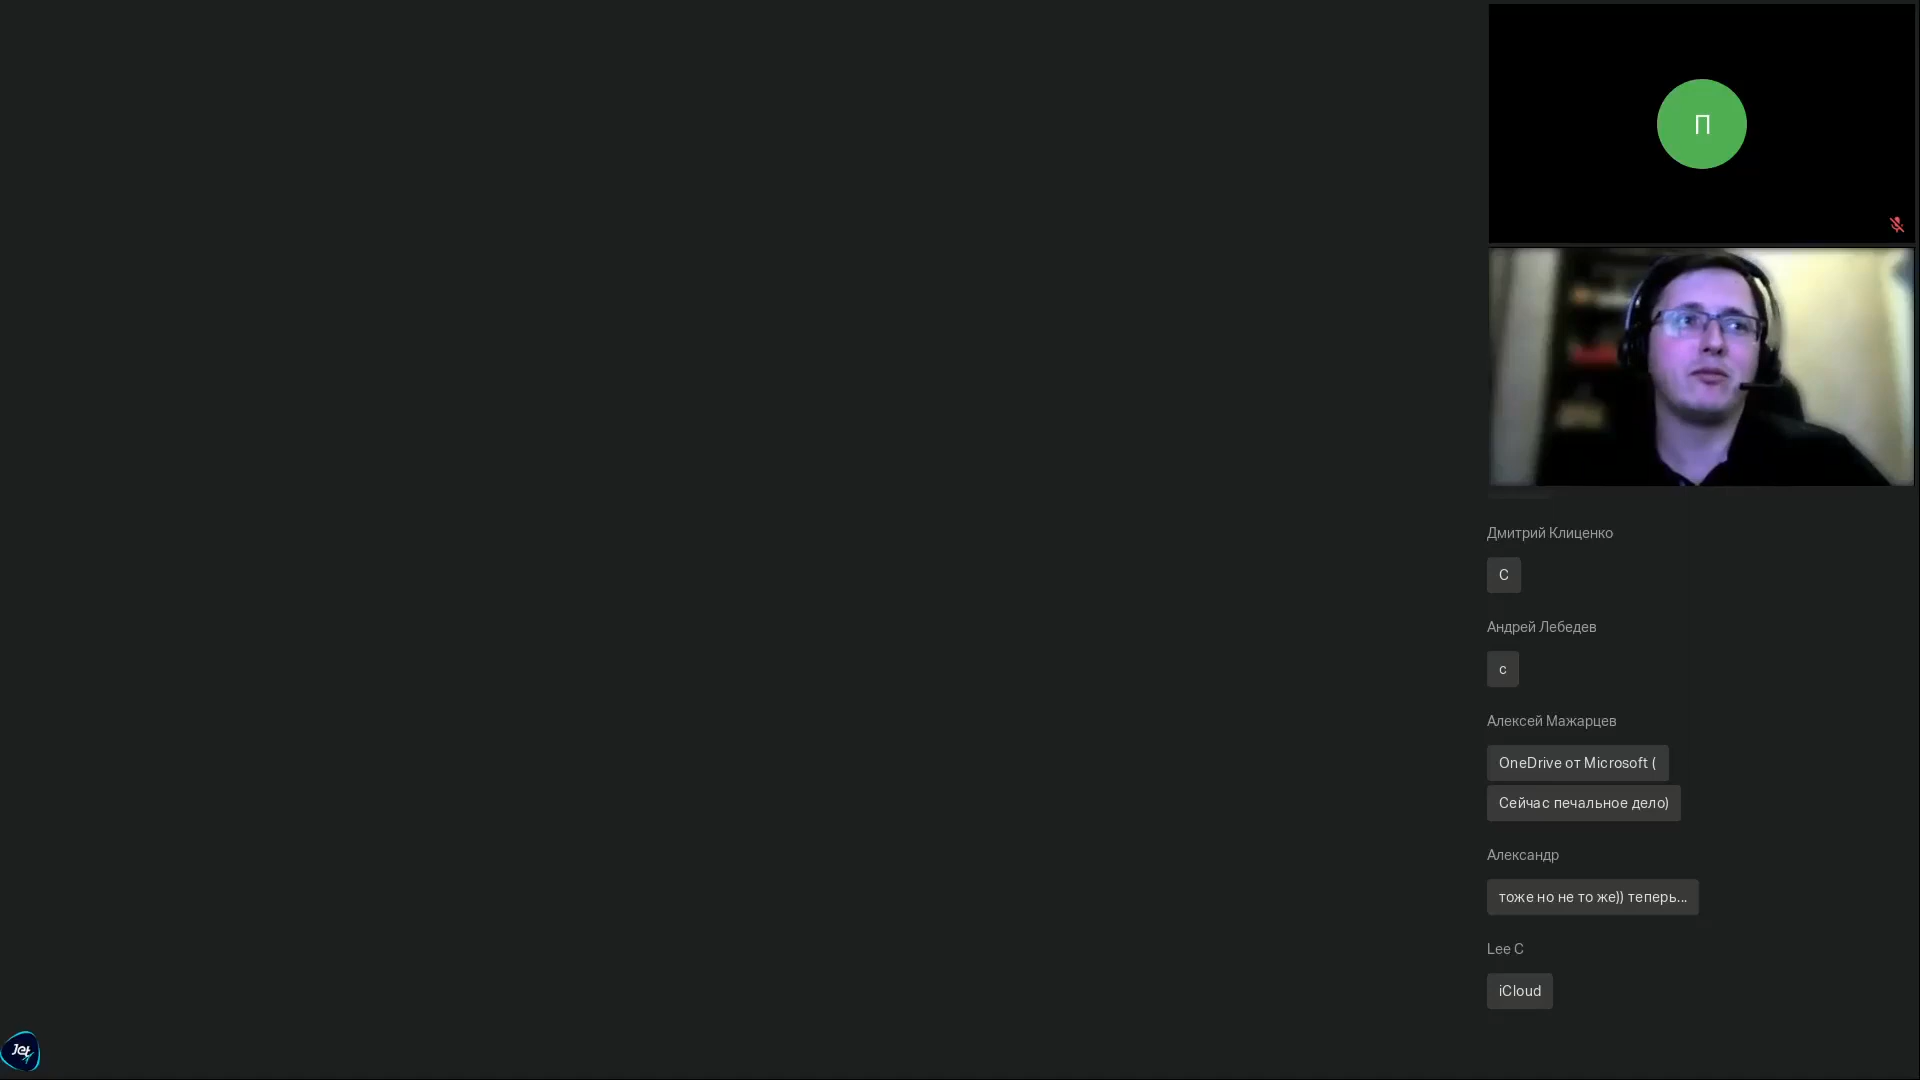 П
Дмитрий Клиценко
С
Андрей Лебедев
с
Алексей Мажарцев
OneDrive от Microsoft (
Сейчас печальное дело)
Александр
тоже но не то же)) теперь...
Lee C
iCloud
Jet